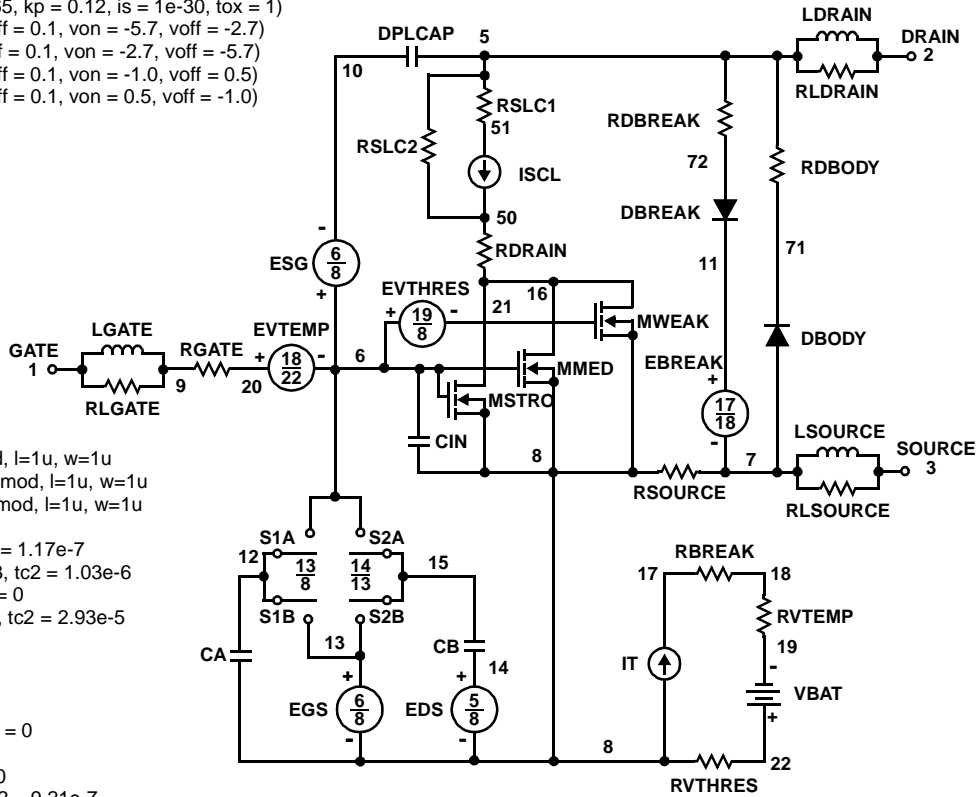 65, kp = 0.12, is = 1e-30, tox = 1)
ff = 0.1, von = -5.7, voff = -2.7)
ff = 0.1, von = -2.7, voff = -5.7)
ff = 0.1, von = -1.0, voff = 0.5)
ff = 0.1, von = 0.5, voff = -1.0)
DPLCAP
5
10
LDRAIN
DRAIN
2
RLDRAIN
RSLC1
51
RSLC2
ISCL
50
RDBREAK
72
RDBODY
DBREAK
71
11
RDRAIN
-
ESG
6
8
+
EVTHRES
+
19
8
-
21
16
MWEAK
LGATE
GATE
1
RLGATE
9
RGATE
20
EVTEMP
+
18
22
-
6
MMED
MSTRO
DBODY
EBREAK
+
17
18
-
CIN
8
RSOURCE
7
LSOURCE
SOURCE
3
RLSOURCE
d, l=1u, w=1u
mod, l=1u, w=1u
mod, l=1u, w=1u
= 1.17e-7
, tc2 = 1.03e-6
= 0
, tc2 = 2.93e-5
= 0
S1A
S2A
12
13
8
14
13
15
S1B
S2B
13
CA
CB
14
+
EGS
6
8
-
+
EDS
5
8
-
8
RBREAK
17
18
RVTEMP
19
IT
-
VBAT
+
22
RVTHRES